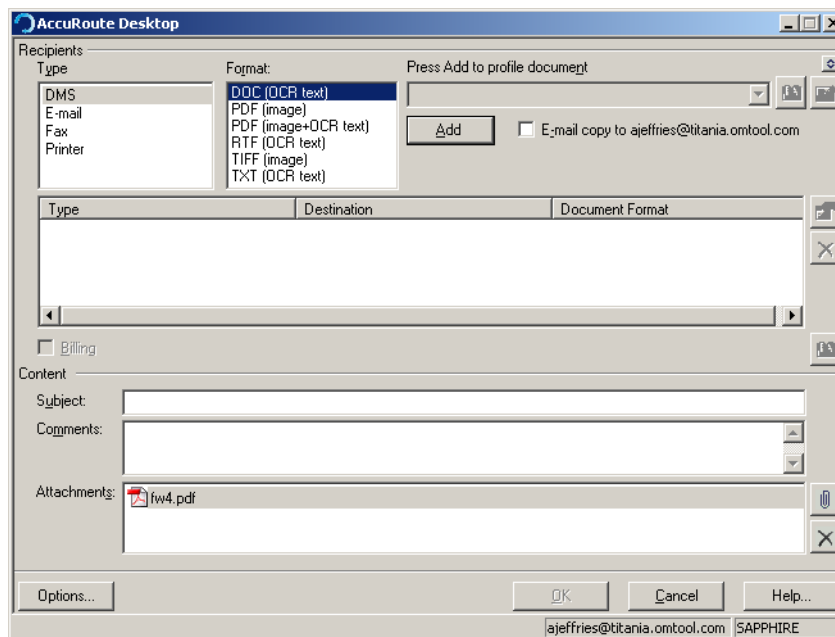 AccuRoute Desktop
Recipients
Type
Format:
Press Add to profile document
DMS
E-mail
Fax
Printer
DOC (OCR text)
PDF (image)
PDF (image+OCR text)
RTF (OCR text)
TIFF (image)
TXT (OCR text)
Add
E-mail copy to ajeffries@titania.omtool.com
Type Destination Document Format
Billing
Content
Subject:
Comments:
Attachments:
fw4.pdf
Options... OK Cancel Help...
ajeffries@titania.omtool.com SAPPHIRE